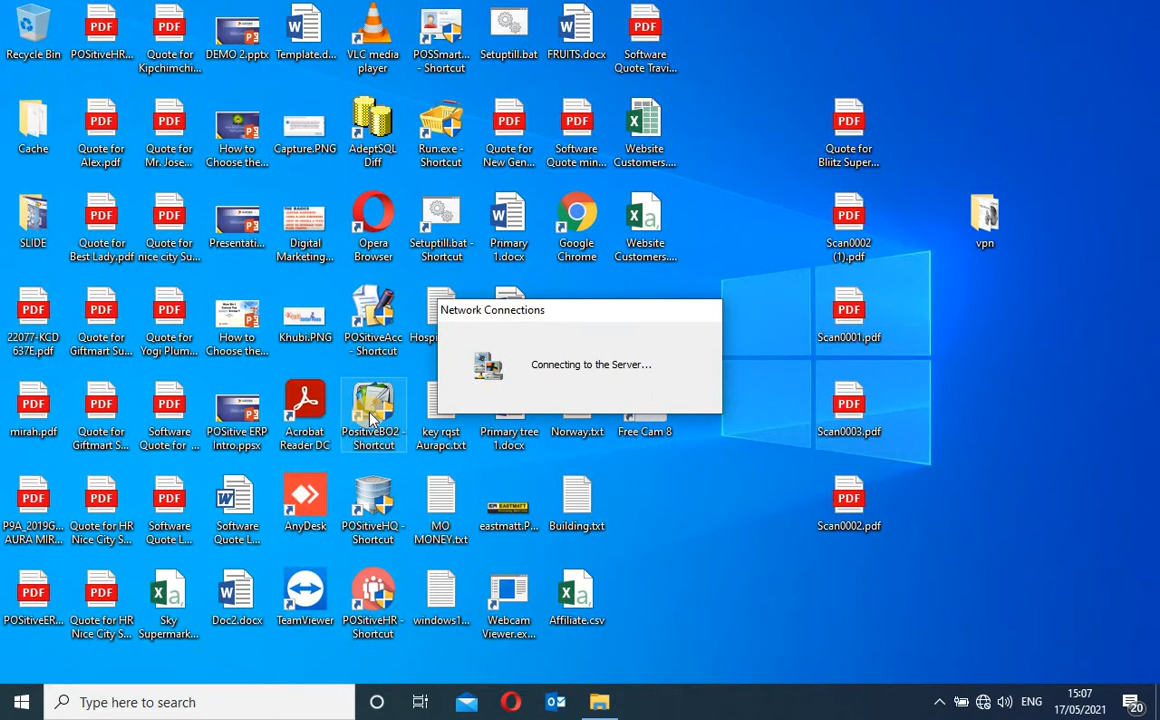 Recycle Bin
POSitiveHR...
Quote for
Kipchimchi...
DEMO 2.pptx
Template.d...
VLC media
player
POSSmart...
- Shortcut
Setuptill.bat
FRUITS.docx
Software
Quote Travi...
Cache
Quote for
Alex.pdf
Quote for
Mr. Jose...
How to
Choose the...
Capture.PNG
AdeptSQL
Diff
Run.exe -
Shortcut
Quote for
New Gen...
Software
Quote min...
Website
Customers....
Quote for
Bliitz Super...
SLIDE
Quote for
Best Lady.pdf
Quote for
nice city Su...
Presentati...
Digital
Marketing...
Opera
Browser
Setuptill.bat -
Shortcut
Primary
1.docx
Google
Chrome
Website
Customers....
Scan0002
(1).pdf
vpn
22077-KCD
637E.pdf
Quote for
Giftmart Su...
Quote for
Yogi Plum...
How to
Choose the...
Khubi.PNG
POSitiveAcc
- Shortcut
Hosp
Network Connections
Connecting to the Server...
Scan0001.pdf
mirah.pdf
Quote for
Giftmart S...
Software
Quote for ...
POSitive ERP
Intro.ppsx
Acrobat
Reader DC
PositiveBO2 -
Shortcut
key rqst
Aurapc.txt
Primary tree
1.docx
Norway.txt
Free Cam 8
Scan0003.pdf
P9A_2019G...
AURA MIR...
Quote for HR
Nice City S...
Software
Quote L...
Software
Quote L...
AnyDesk
POSitiveHQ -
Shortcut
MO
MONEY.txt
eastmatt.P...
Building.txt
Scan0002.pdf
POSitiveER...
Quote for HR
Nice City S...
Sky
Supermark...
Doc2.docx
TeamViewer
POSitiveHR -
Shortcut
windows1...
Webcam
Viewer.ex...
Affiliate.csv
Type here to search
ENG
15:07
17/05/2021
20